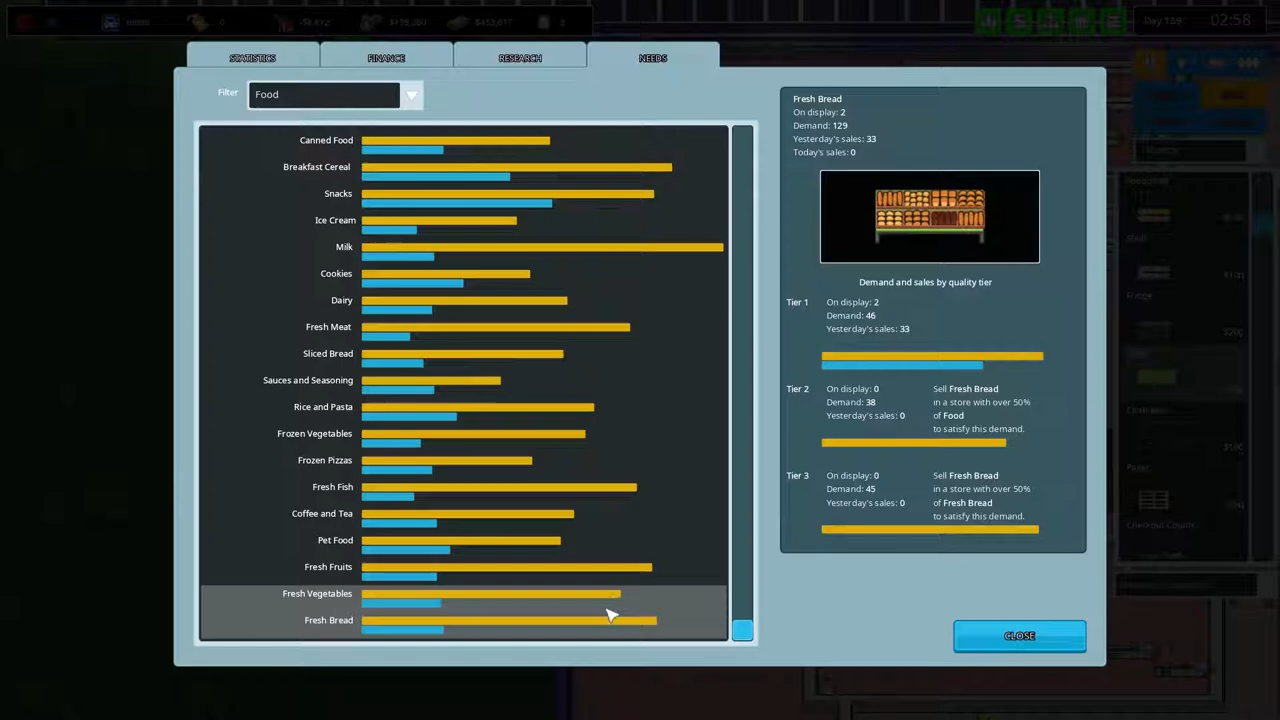 Day 139
02:58
STATISTICS
FINANCE
RESEARCH
NEEDS
Filter
Food
Canned Food
Breakfast Cereal
Snacks
Ice Cream
Milk
Cookies
Dairy
Fresh Meat
Sliced Bread
Sauces and Seasoning
Rice and Pasta
Frozen Vegetables
Frozen Pizzas
Fresh Fish
Coffee and Tea
Pet Food
Fresh Fruits
Fresh Vegetables
Fresh Bread
Fresh Bread
On display: 2
Demand: 129
Yesterday's sales: 33
Today's sales: 0
Demand and sales by quality tier
Tier 1
On display: 2
Demand: 46
Yesterday's sales: 33
Tier 2
On display: 0
Demand: 38
Yesterday's sales: 0
Sell Fresh Bread
in a store with over 50%
of Food
to satisfy this demand.
Tier 3
On display: 0
Demand: 45
Yesterday's sales: 0
Sell Fresh Bread
in a store with over 50%
of Fresh Bread
to satisfy this demand.
CLOSE
Shelf
Fridge
Pallet